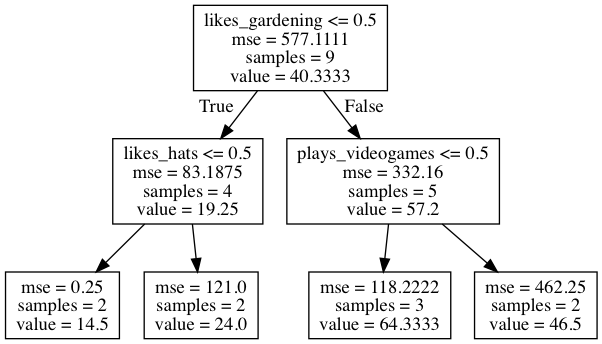 likes_gardening <= 0.5
mse = 577.1111
samples = 9
value = 40.3333
True
False
likes_hats <= 0.5
mse = 83.1875
samples = 4
value = 19.25
plays_videogames <= 0.5
mse = 332.16
samples = 5
value = 57.2
mse = 0.25
samples = 2
value = 14.5
mse = 121.0
samples = 2
value = 24.0
mse = 118.2222
samples = 3
value = 64.3333
mse = 462.25
samples = 2
value = 46.5